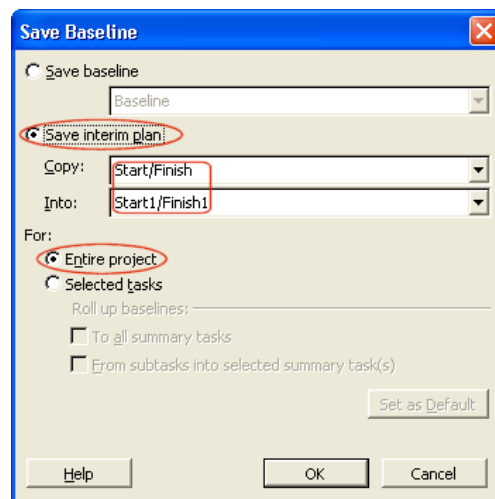 Save Baseline
Save baseline
Baseline
Save interim plan
Copy: Start/Finish
Into: Start1/Finish1
For:
Entire project
Selected tasks
Roll up baselines:
To all summary tasks
From subtasks into selected summary task(s)
Set as Default
Help OK Cancel